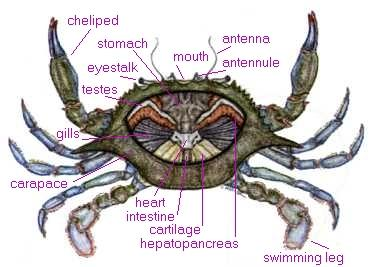 cheliped
antenna
stomach
mouth
antennule
eyestalk
testes
gills
carapace
heart
intestine
cartilage
hepatopancreas
swimming leg